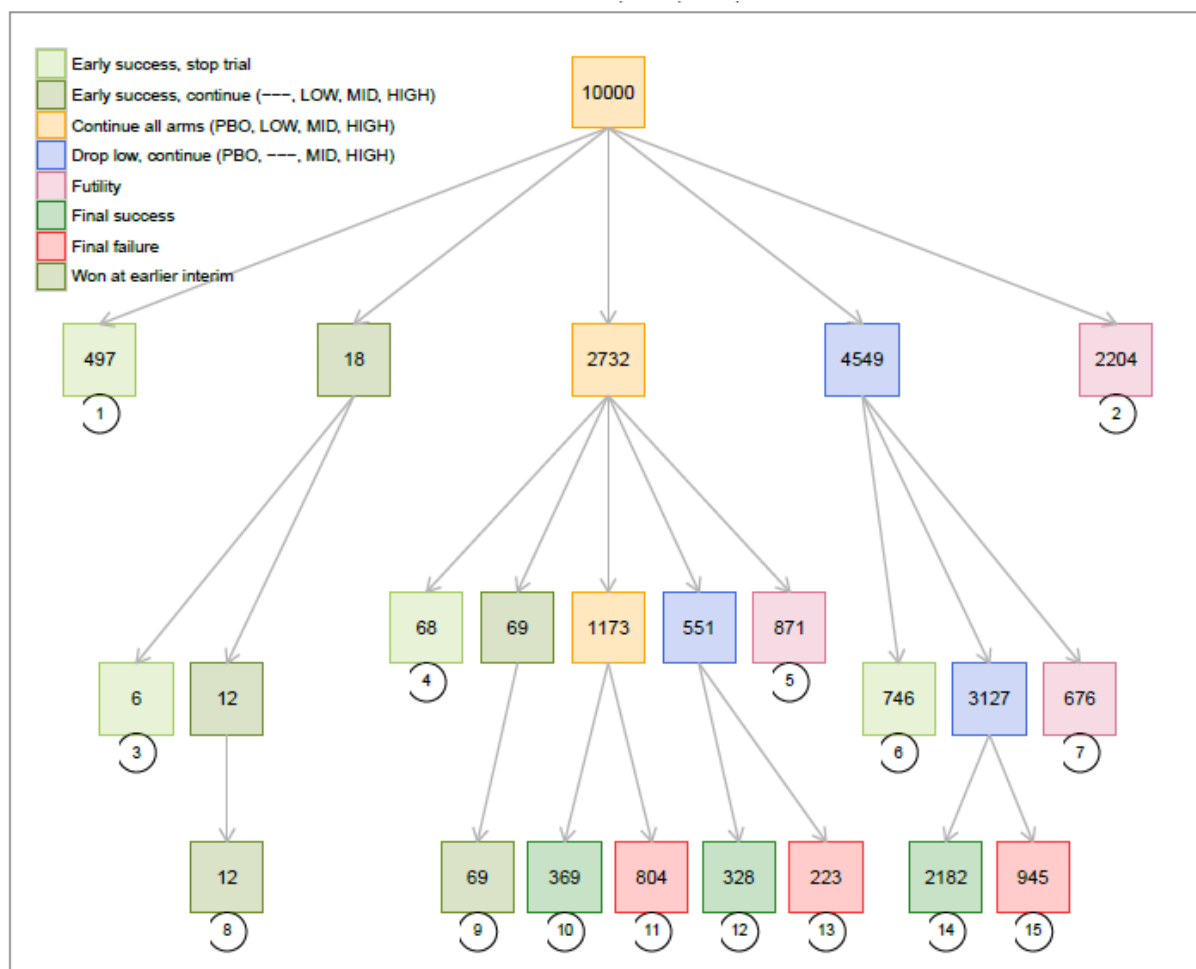 Early success, stop trial
Early success, continue (−−−, LOW, MID, HIGH)
Continue all arms (PBO, LOW, MID, HIGH)
Drop low, continue (PBO, −−−, MID, HIGH)
Futility
Final success
Final failure
Won at earlier interim
10000
497 18 2732 4549 2204
1 2
68 69 1173 551 871
4 5
6 12 746 3127 676
3 6 7
12 69 369 804 328 223 2182 945
8 9 10 11 12 13 14 15